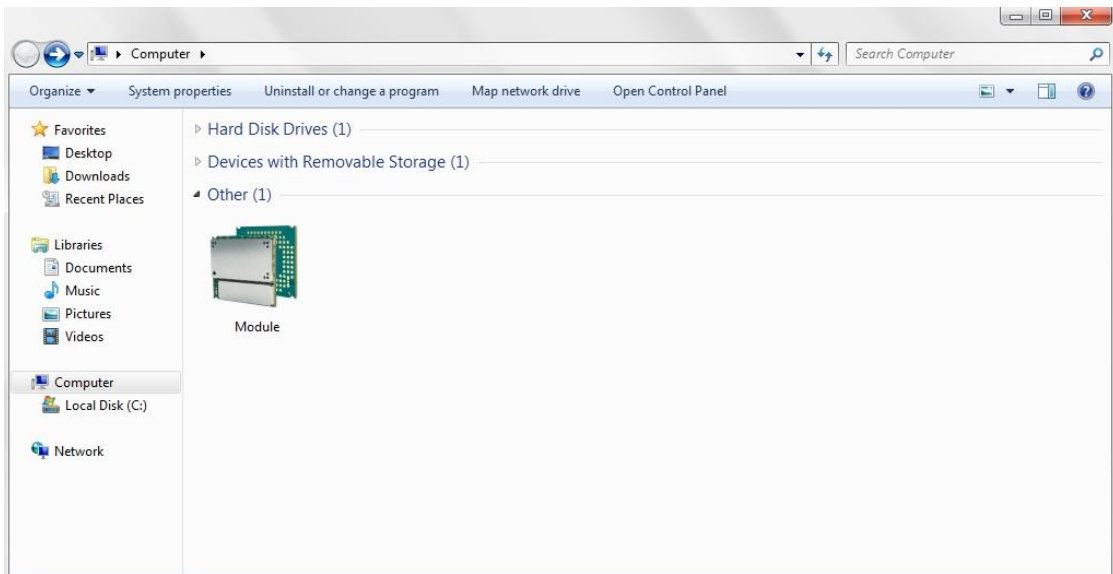 Computer
Search Computer
Organize
System properties
Uninstall or change a program
Map network drive
Open Control Panel
Favorites
Desktop
Downloads
Recent Places
Libraries
Documents
Music
Pictures
Videos
Computer
Local Disk (C:)
Network
Hard Disk Drives (1)
Devices with Removable Storage (1)
Other (1)
Module